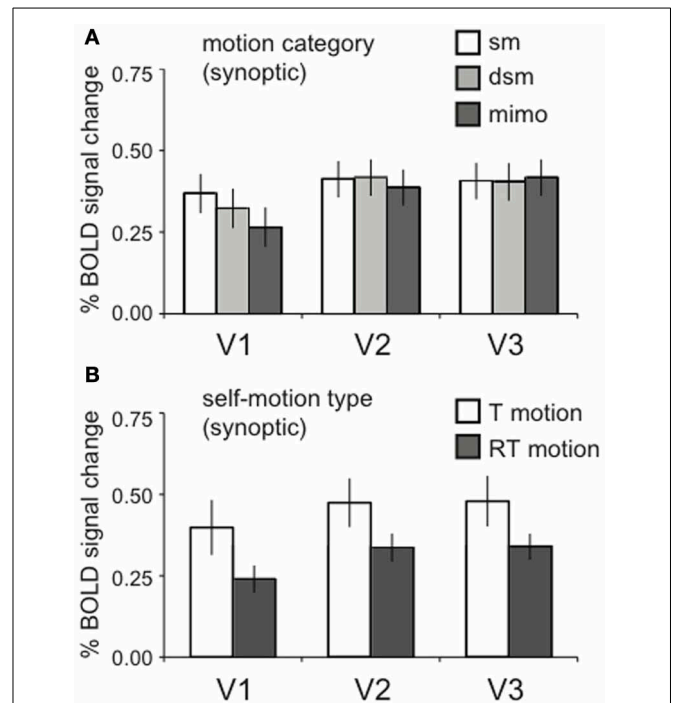 A
motion category
(synoptic)
sm
dsm
mimo
% BOLD signal change
0.75
0.50
0.25
0.00
V1 V2 V3
B
self-motion type
(synoptic)
T motion
RT motion
% BOLD signal change
0.75
0.50
0.25
0.00
V1 V2 V3